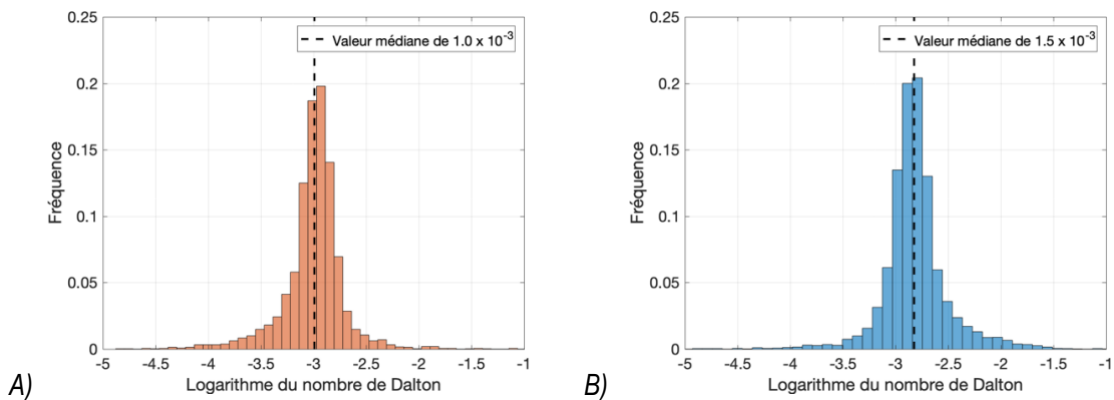 0.25
Valeur médiane de 1.0 x 10⁻³
0.2
0.15
0.1
0.05
0
Fréquence
-5 -4.5 -4 -3.5 -3 -2.5 -2 -1.5 -1
Logarithme du nombre de Dalton
A)
0.25
Valeur médiane de 1.5 x 10⁻³
0.2
0.15
0.1
0.05
0
Fréquence
-5 -4.5 -4 -3.5 -3 -2.5 -2 -1.5 -1
Logarithme du nombre de Dalton
B)